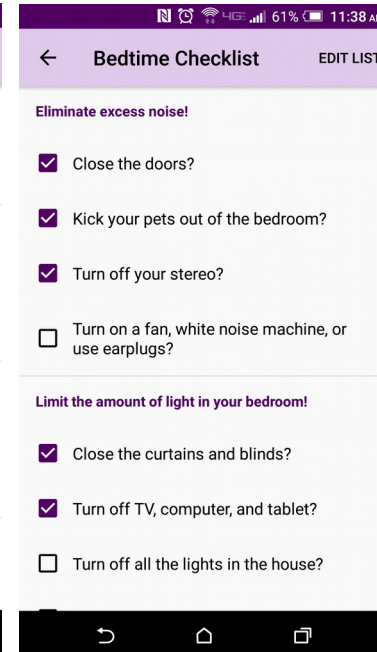 4G 61% 11:38 A
Bedtime Checklist EDIT LIST
Eliminate excess noise!
Close the doors?
Kick your pets out of the bedroom?
Turn off your stereo?
Turn on a fan, white noise machine, or
use earplugs?
Limit the amount of light in your bedroom!
Close the curtains and blinds?
Turn off TV, computer, and tablet?
Turn off all the lights in the house?